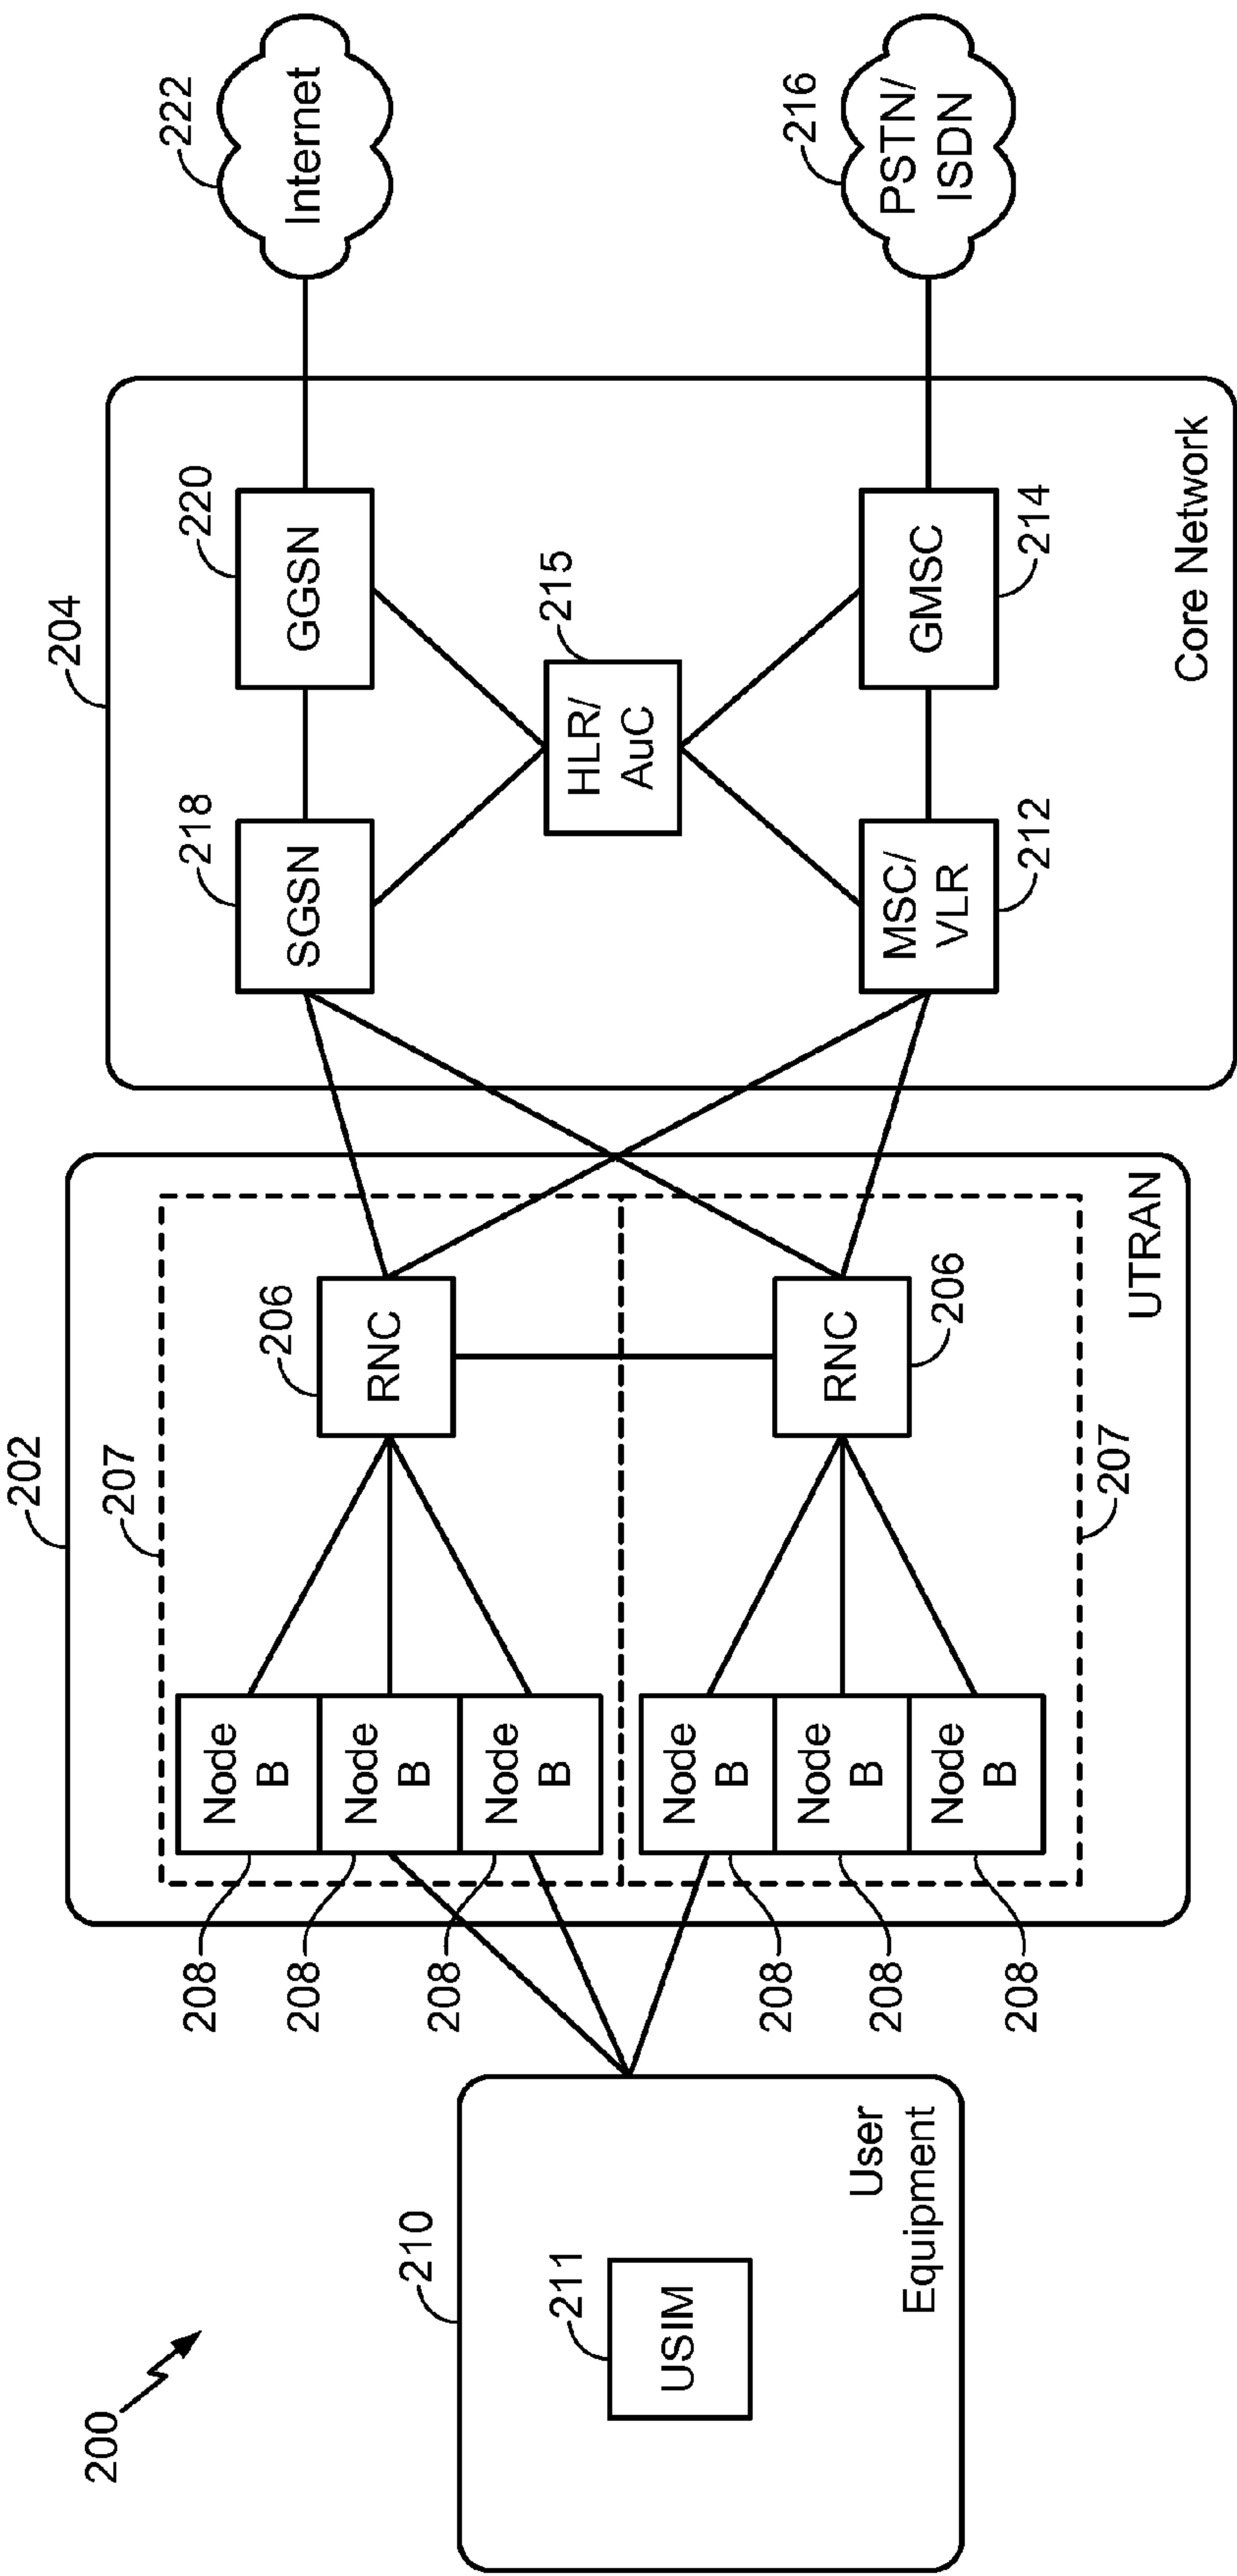 200
210
211
USIM
User
Equipment
202
207
208
Node
B
208
Node
B
208
Node
B
206
RNC
208
Node
B
208
Node
B
208
Node
B
206
RNC
207
UTRAN
204
218
SGSN
220
GGSN
215
HLR/
AuC
MSC/
VLR
212
GMSC
214
Core Network
222
Internet
216
PSTN/
ISDN